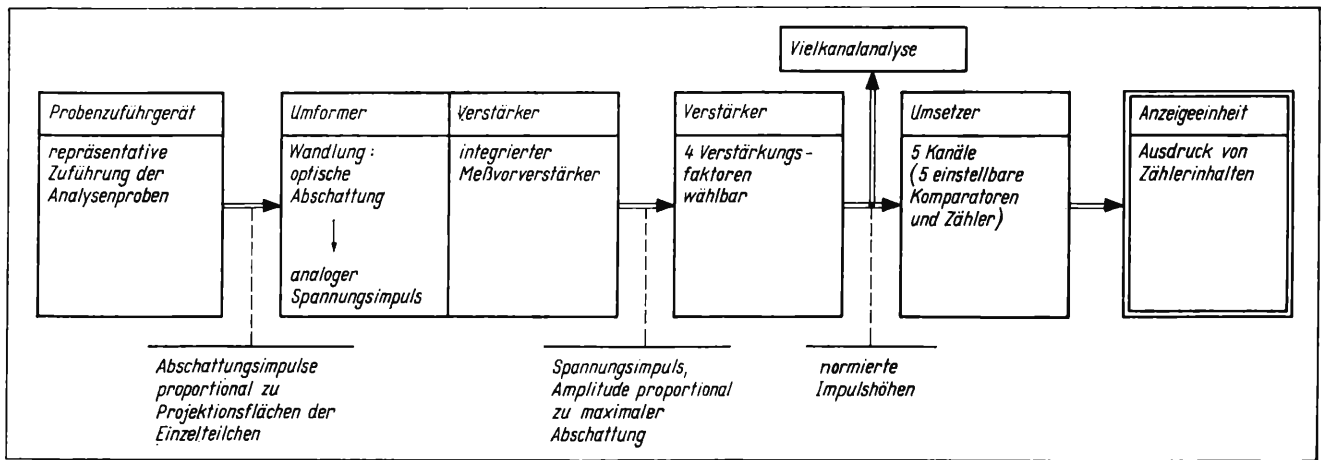 Vielkanalanalyse
Probenzuführgerät
repräsentative
Zuführung der
Analysenproben
Umformer
Wandlung:
optische
Abschattung
analoger
Spannungsimpuls
Verstärker
integrierter
Meßvorverstärker
Verstärker
4 Verstärkungs-
faktoren
wählbar
Umsetzer
5 Kanäle
(5 einstellbare
Komparatoren
und Zähler)
Anzeigeeinheit
Ausdruck von
Zählerinhalten
Abschattungsimpulse
proportional zu
Projektionsflächen der
Einzelteilchen
Spannungsimpuls,
Amplitude proportional
zu maximaler
Abschattung
normierte
Impulshöhen